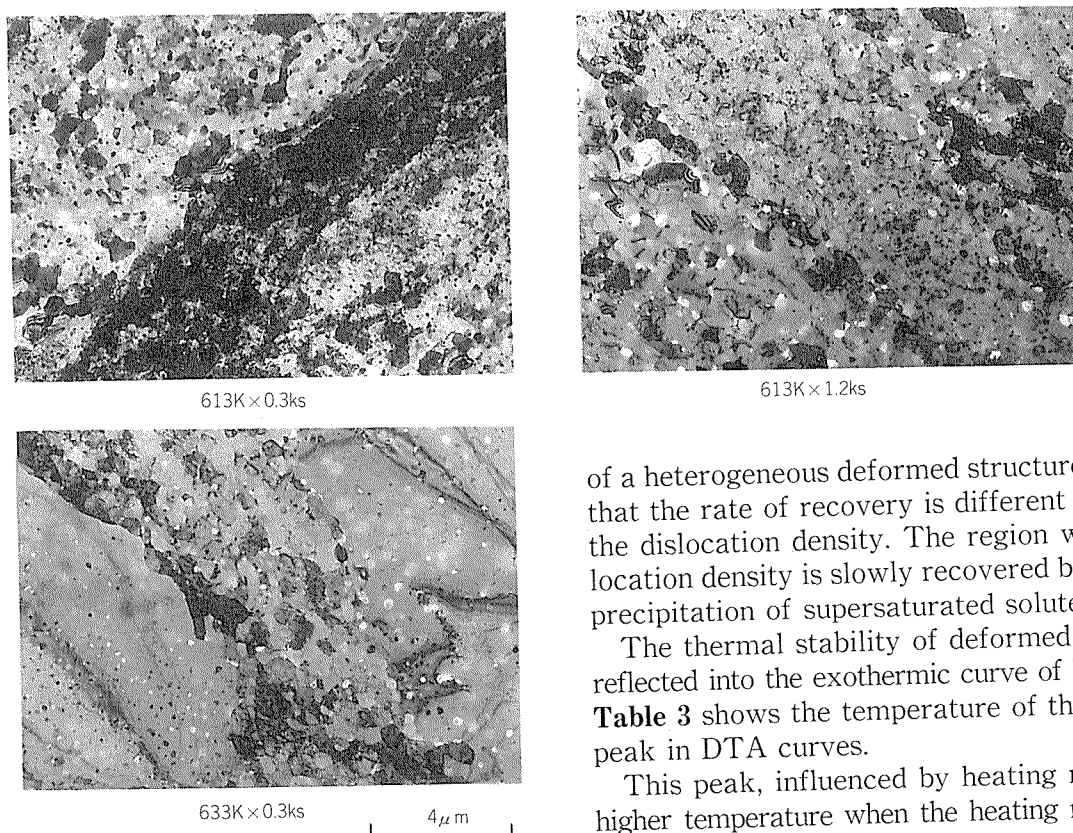 613K×0.3ks
613K×1.2ks
633K×0.3ks
4μm
of a heterogeneous deformed structure
that the rate of recovery is different
the dislocation density. The region w
location density is slowly recovered b
precipitation of supersaturated solute
The thermal stability of deformed
reflected into the exothermic curve of
Table 3 shows the temperature of th
peak in DTA curves.
This peak, influenced by heating r
higher temperature when the heating r